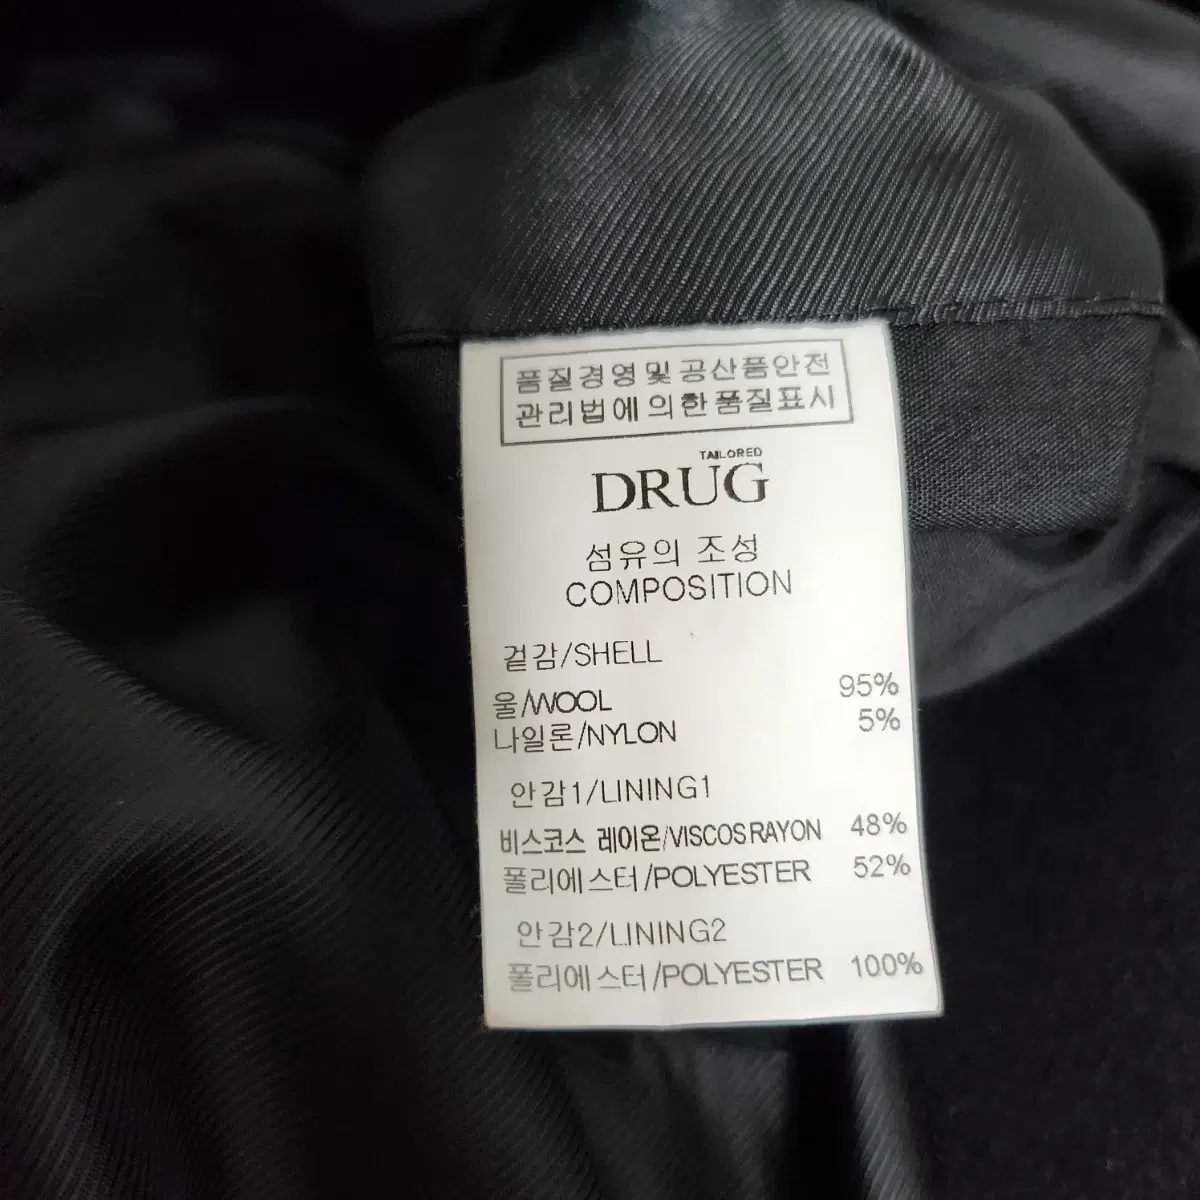 품질경영및 공산품안전
관리법에 의한 품질표시
TAILORED
DRUG
섬유의 조성
COMPOSITION
겉감/SHELL
울/WOOL 95%
나일론/NYLON 5%
안감1/LINING1
비스코스 레이온/VISCOSRAYON 48%
폴리에스터/POLYESTER 52%
안감2/LINING2
폴리에스터/POLYESTER 100%